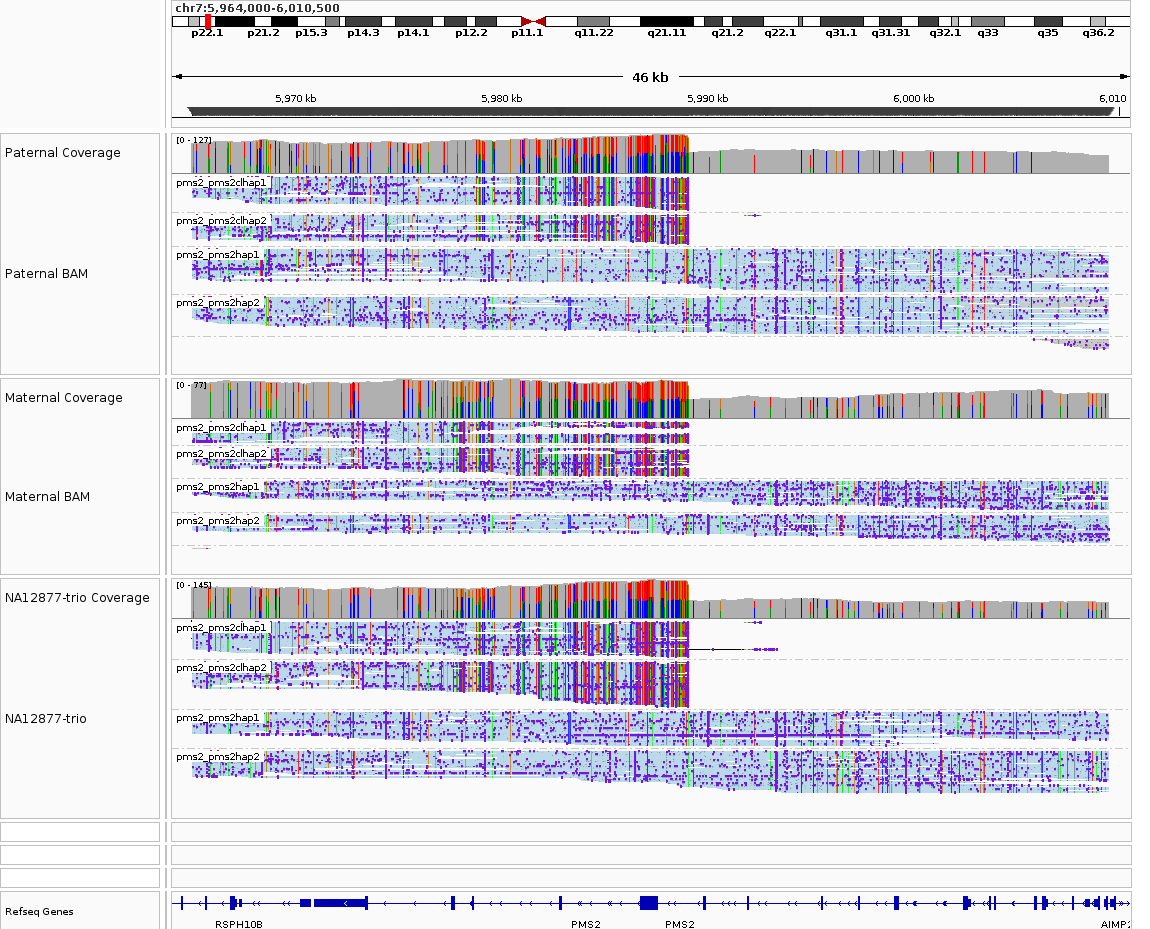 chr7:5,964,000-6,010,500
p22.1 p21.2 p15.3 p14.3 p14.1 p12.2 p11.1 q11.22 q21.11 q21.2 q22.1 q31.1 q31.31 q32.1 q33 q35 q36.2
46 kb
5,970 kb 5,980 kb 5,990 kb 6,000 kb 6,010
Paternal Coverage
[0 - 127]
pms2_pms2clhap1
pms2_pms2clhap2
pms2_pms2hap1
Paternal BAM
pms2_pms2hap2
Maternal Coverage
[0 - 77]
pms2_pms2clhap1
pms2_pms2clhap2
pms2_pms2hap1
Maternal BAM
pms2_pms2hap2
NA12877-trio Coverage
[0 - 145]
pms2_pms2clhap1
pms2_pms2clhap2
pms2_pms2hap1
NA12877-trio
pms2_pms2hap2
Refseq Genes
RSPH10B PMS2 PMS2